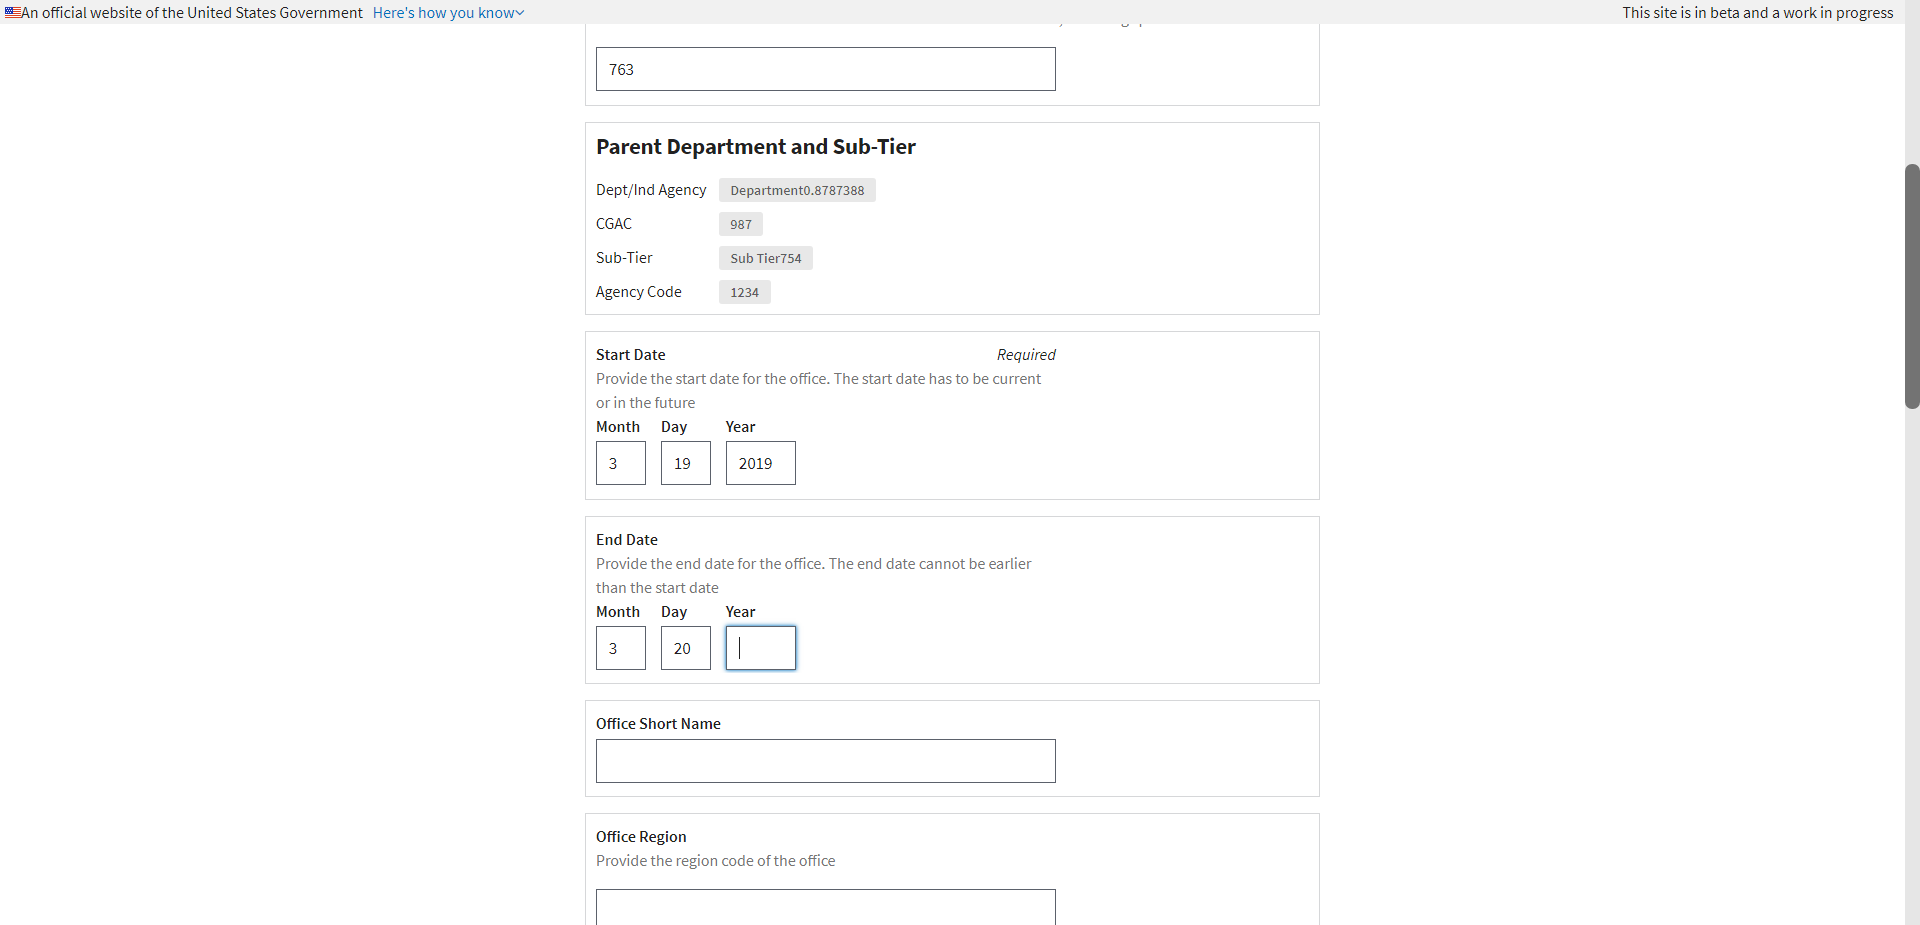 An official website of the United States Government Here's how you know
This site is in beta and a work in progress
763
Parent Department and Sub-Tier
Dept/Ind Agency Department0.8787388
CGAC 987
Sub-Tier Sub Tier754
Agency Code 1234
Start Date Required
Provide the start date for the office. The start date has to be current
or in the future
Month Day Year
3 19 2019
End Date
Provide the end date for the office. The end date cannot be earlier
than the start date
Month Day Year
3 20
Office Short Name
Office Region
Provide the region code of the office